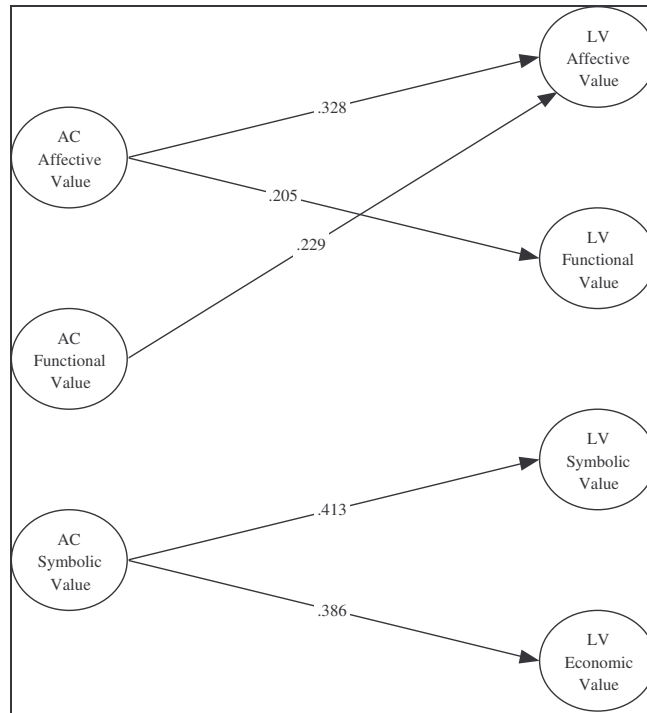 LV
Affective
Value
.328
AC
Affective
Value
.205
LV
Functional
Value
.229
AC
Functional
Value
LV
Symbolic
Value
.413
AC
Symbolic
Value
.386
LV
Economic
Value